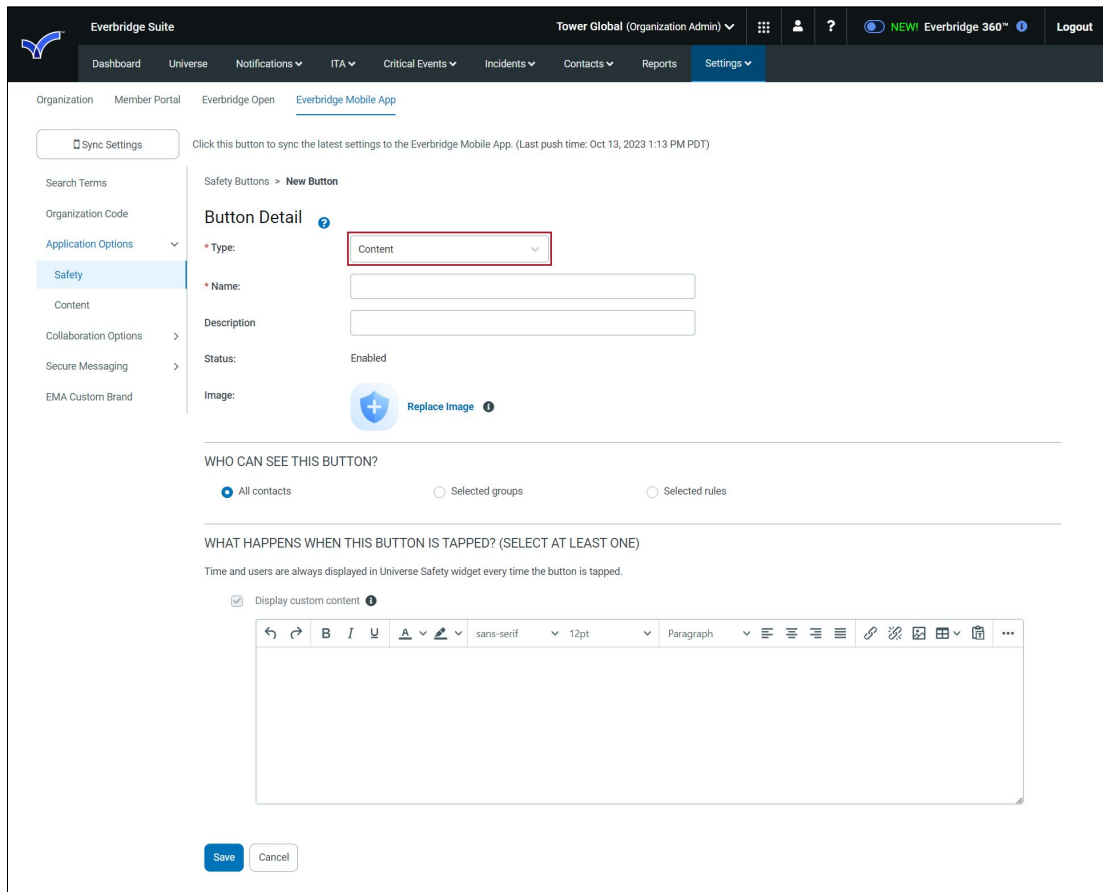 Everbridge Suite
Tower Global (Organization Admin)
?
NEW! Everbridge 360™
Logout
Dashboard
Universe
Notifications
ITA
Critical Events
Incidents
Contacts
Reports
Settings
Organization
Member Portal
Everbridge Open
Everbridge Mobile App
Sync Settings
Click this button to sync the latest settings to the Everbridge Mobile App. (Last push time: Oct 13, 2023 1:13 PM PDT)
Search Terms
Organization Code
Application Options
Safety
Content
Collaboration Options
Secure Messaging
EMA Custom Brand
Safety Buttons > New Button
Button Detail ?
* Type:
Content
* Name:
Description
Status:
Enabled
Image:
Replace Image
WHO CAN SEE THIS BUTTON?
All contacts
Selected groups
Selected rules
WHAT HAPPENS WHEN THIS BUTTON IS TAPPED? (SELECT AT LEAST ONE)
Time and users are always displayed in Universe Safety widget every time the button is tapped.
Display custom content
B I U A sans-serif 12pt Paragraph
Save
Cancel